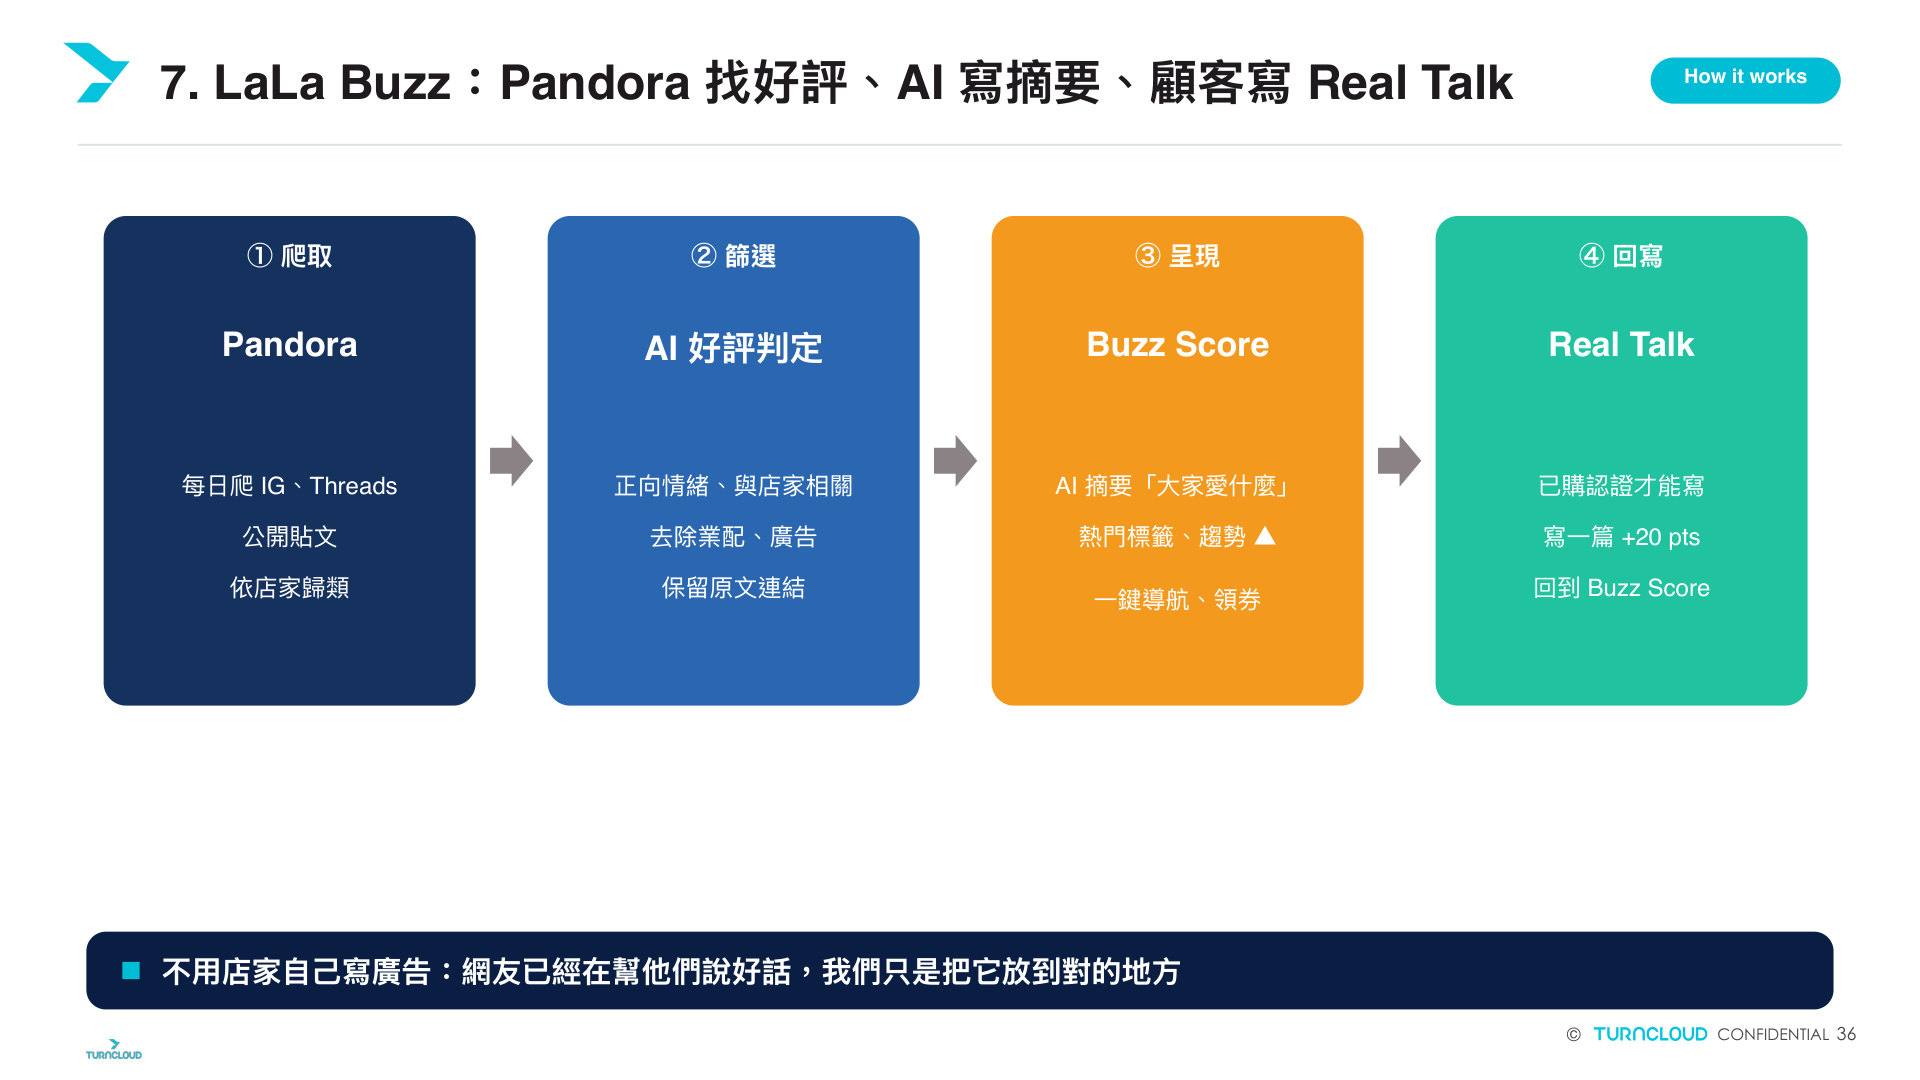 7. LaLa Buzz：Pandora 找好評、AI 寫摘要、顧客寫 Real Talk
How it works
① 爬取
Pandora
每日爬 IG、Threads
公開貼文
依店家歸類
② 篩選
AI 好評判定
正向情緒、與店家相關
去除業配、廣告
保留原文連結
③ 呈現
Buzz Score
AI 摘要「大家愛什麼」
熱門標籤、趨勢 ▲
一鍵導航、領券
④ 回寫
Real Talk
已購認證才能寫
寫一篇 +20 pts
回到 Buzz Score
■ 不用店家自己寫廣告：網友已經在幫他們說好話，我們只是把它放到對的地方
TURNCLOUD
© TURNCLOUD CONFIDENTIAL 36